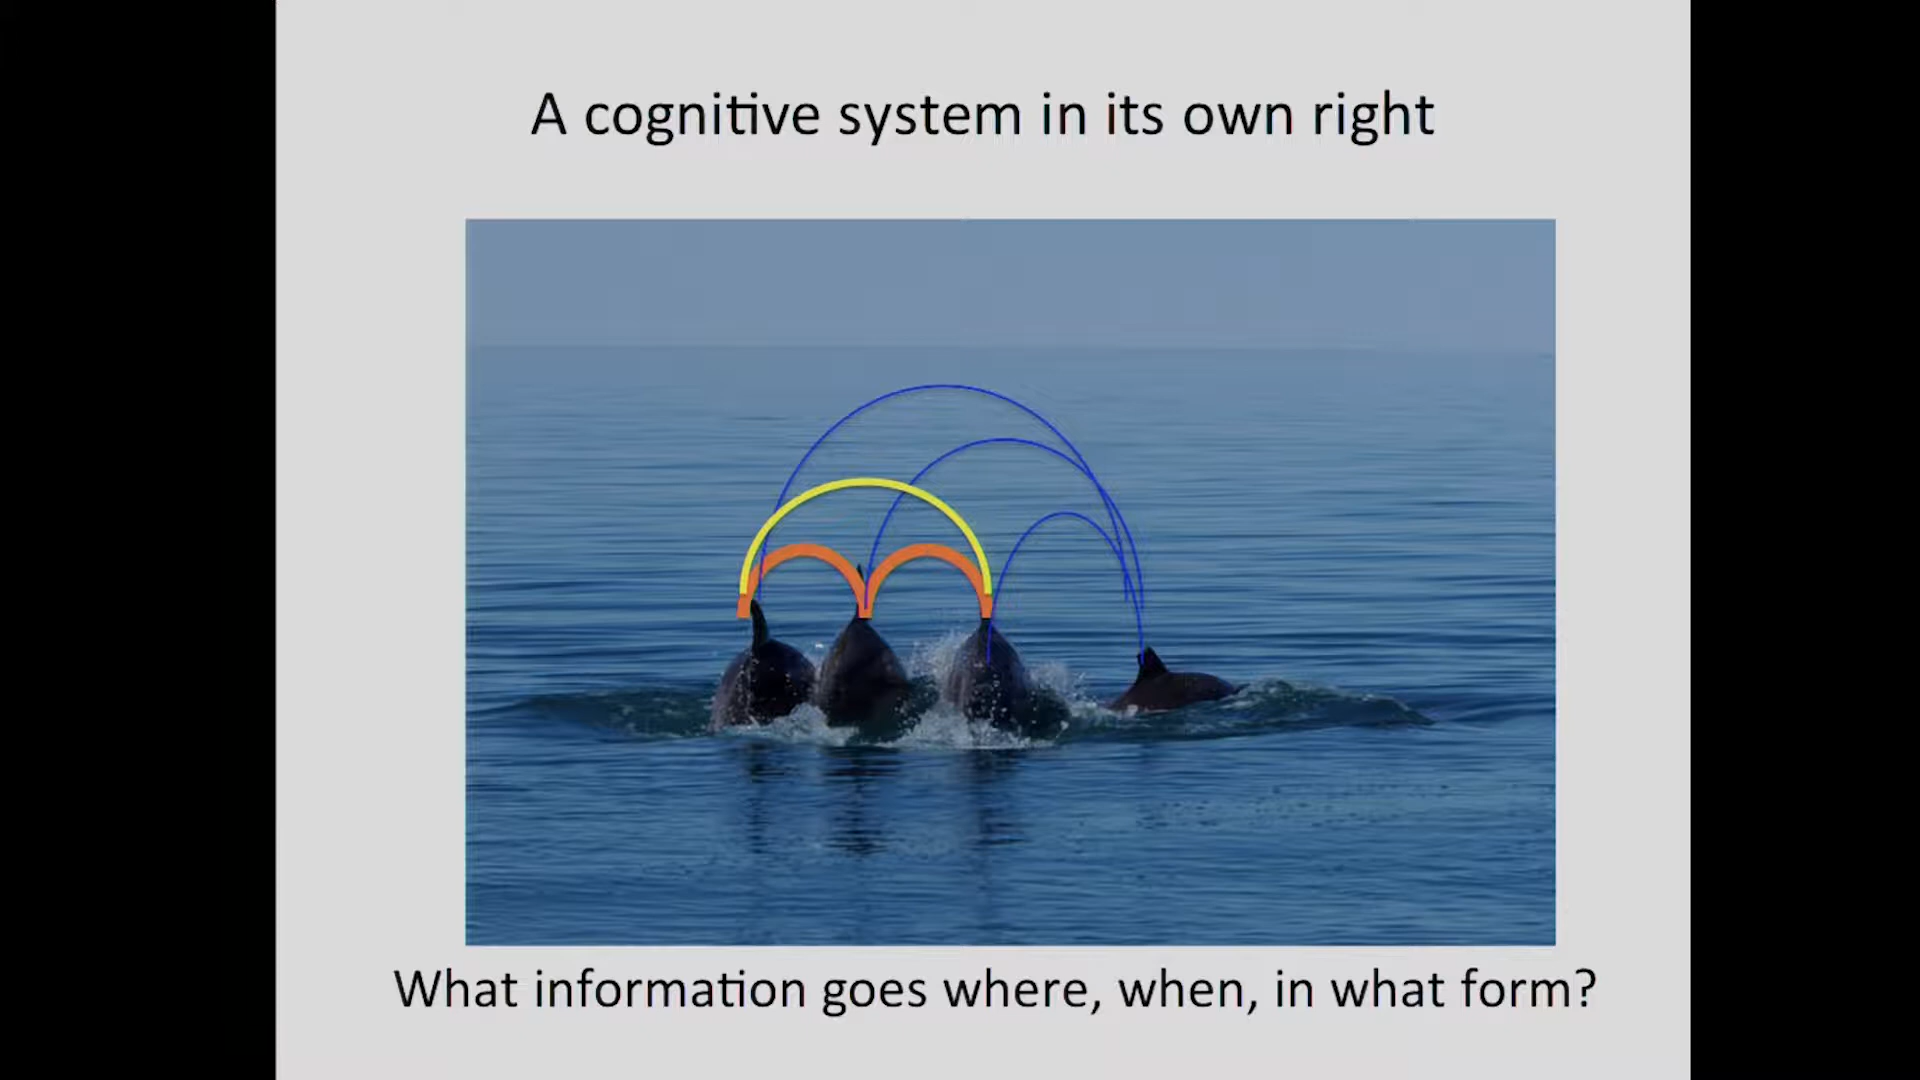 A cognitive system in its own right
What information goes where, when, in what form?